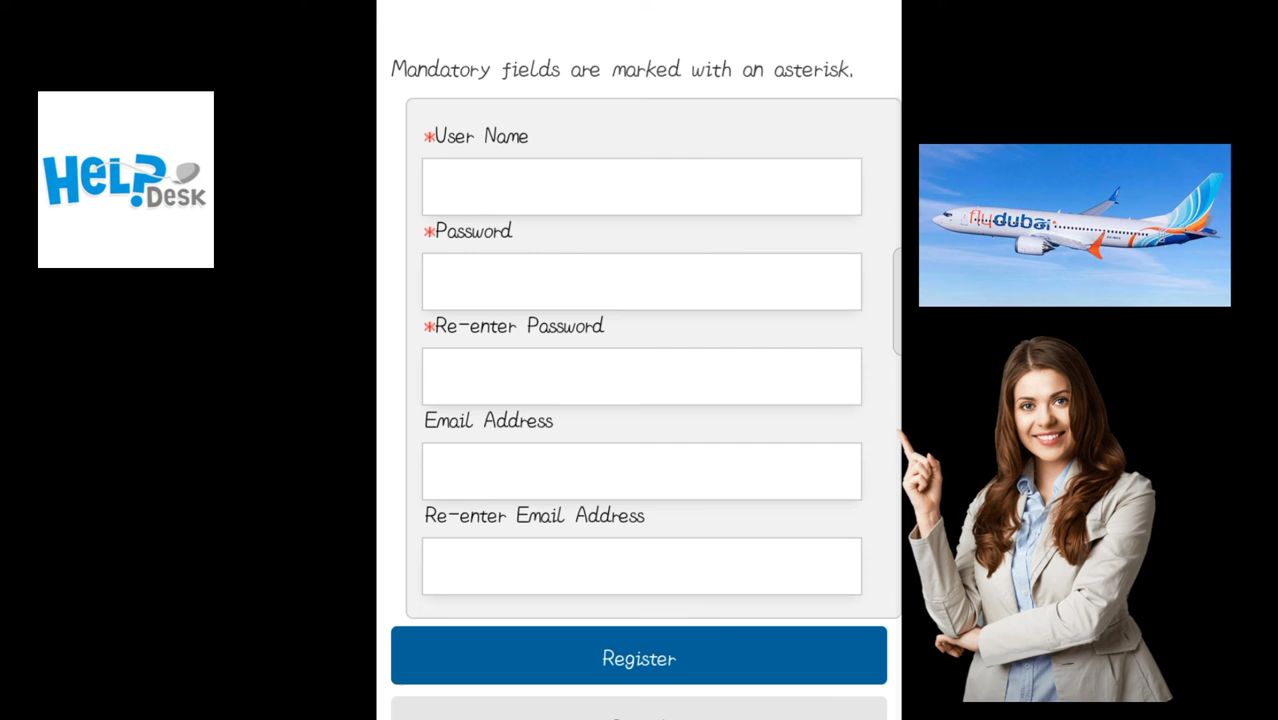 Mandatory fields are marked with an asterisk.
*User Name
*Password
*Re-enter Password
Email Address
Re-enter Email Address
Register
HELP?
Desk
flydubai